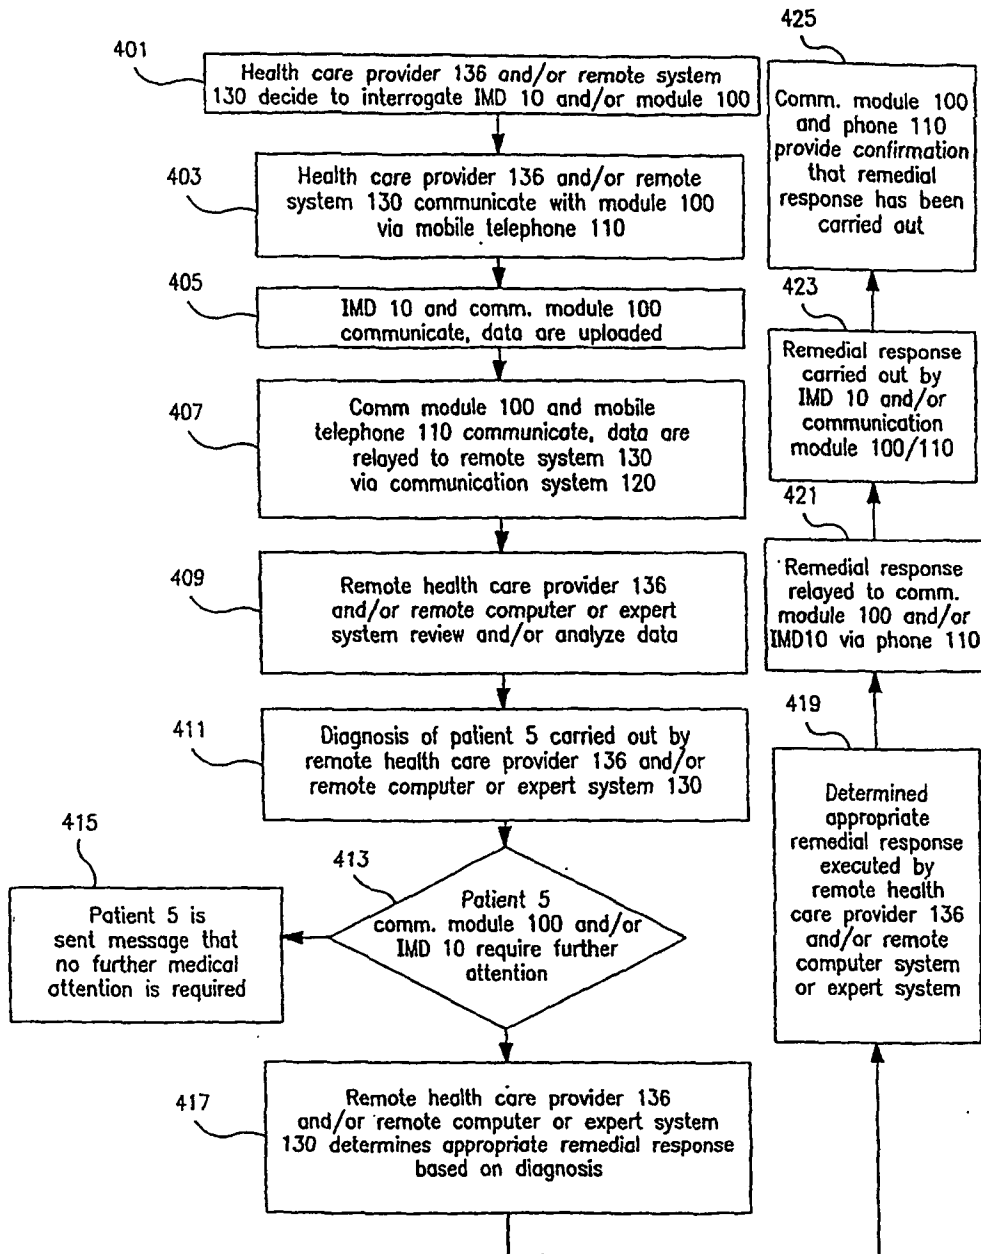 401
Health care provider 136 and/or remote system
130 decide to interrogate IMD 10 and/or module 100
403
Health care provider 136 and/or remote
system 130 communicate with module 100
via mobile telephone 110
405
IMD 10 and comm. module 100
communicate, data are uploaded
407
Comm module 100 and mobile
telephone 110 communicate, data are
relayed to remote system 130
via communication system 120
409
Remote health care provider 136
and/or remote computer or expert
system review and/or analyze data
411
Diagnosis of patient 5 carried out by
remote health care provider 136 and/or
remote computer or expert system 130
413
Patient 5
comm. module 100 and/or
IMD 10 require further
attention
415
Patient 5 is
sent message that
no further medical
attention is required
417
Remote health care provider 136
and/or remote computer or expert system
130 determines appropriate remedial response
based on diagnosis
419
Determined
appropriate
remedial response
executed by
remote health
care provider 136
and/or remote
computer system
or expert system
421
Remedial response
relayed to comm.
module 100 and/or
IMD10 via phone 110
423
Remedial response
carried out by
IMD 10 and/or
communication
module 100/110
425
Comm. module 100
and phone 110
provide confirmation
that remedial
response has been
carried out